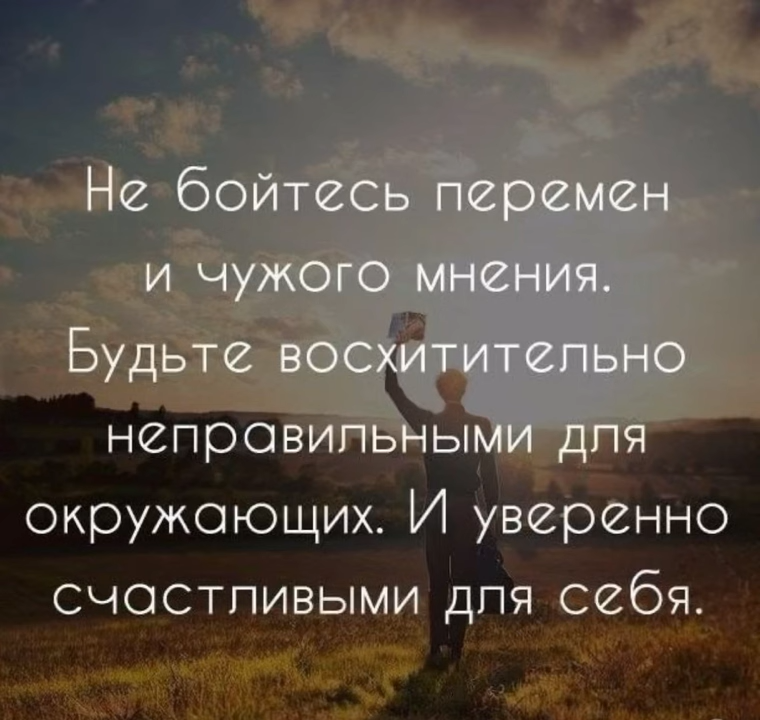 Не бойтесь перемен
и чужого мнения.
Будьте восхитительно
неправильными для
окружающих. И уверенно
счастливыми для себя.